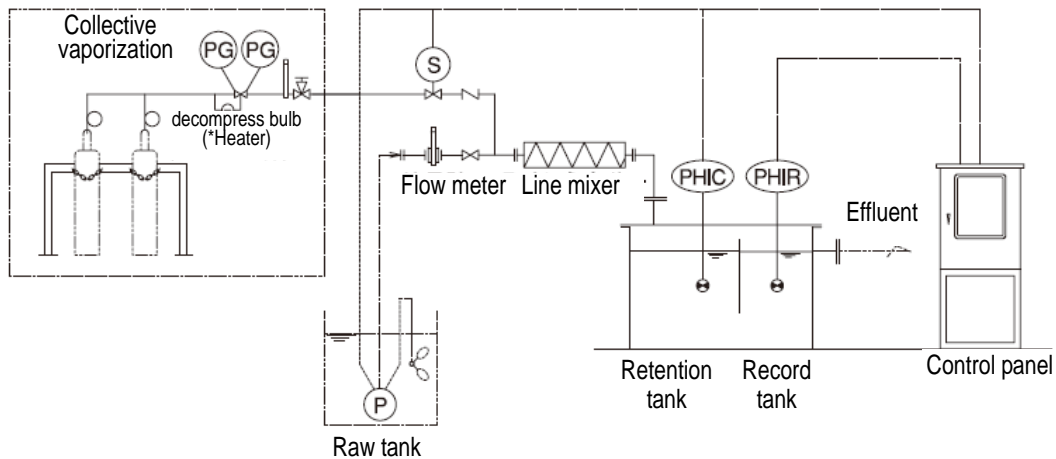 Collective
vaporization
PG PG
decompress bulb
(*Heater)
S
Flow meter
Line mixer
PHIC
PHIR
Effluent
P
Raw tank
Retention
tank
Record
tank
Control panel